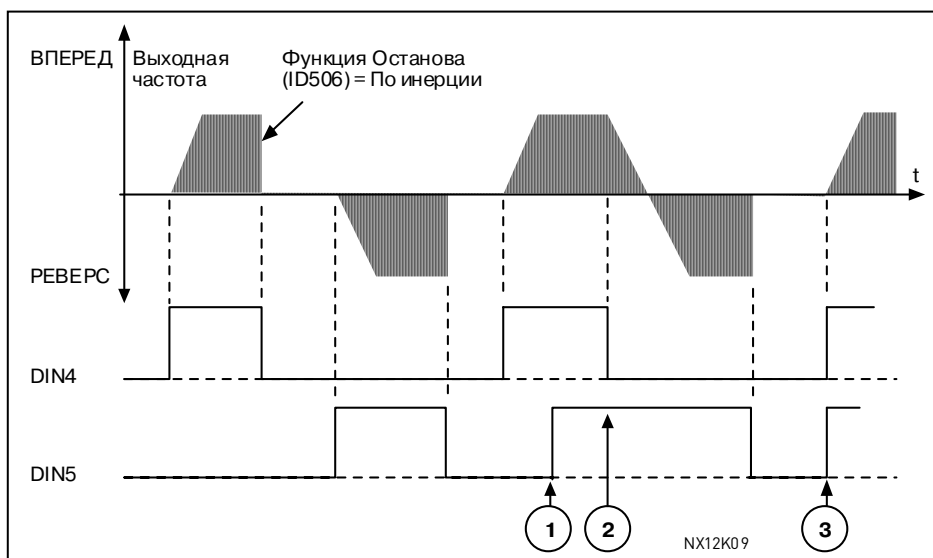 ВПЕРЕД
Выходная
частота
Функция Останова
(ID506) = По инерции
t
РЕВЕРС
DIN4
DIN5
1
2
3
NX12K09